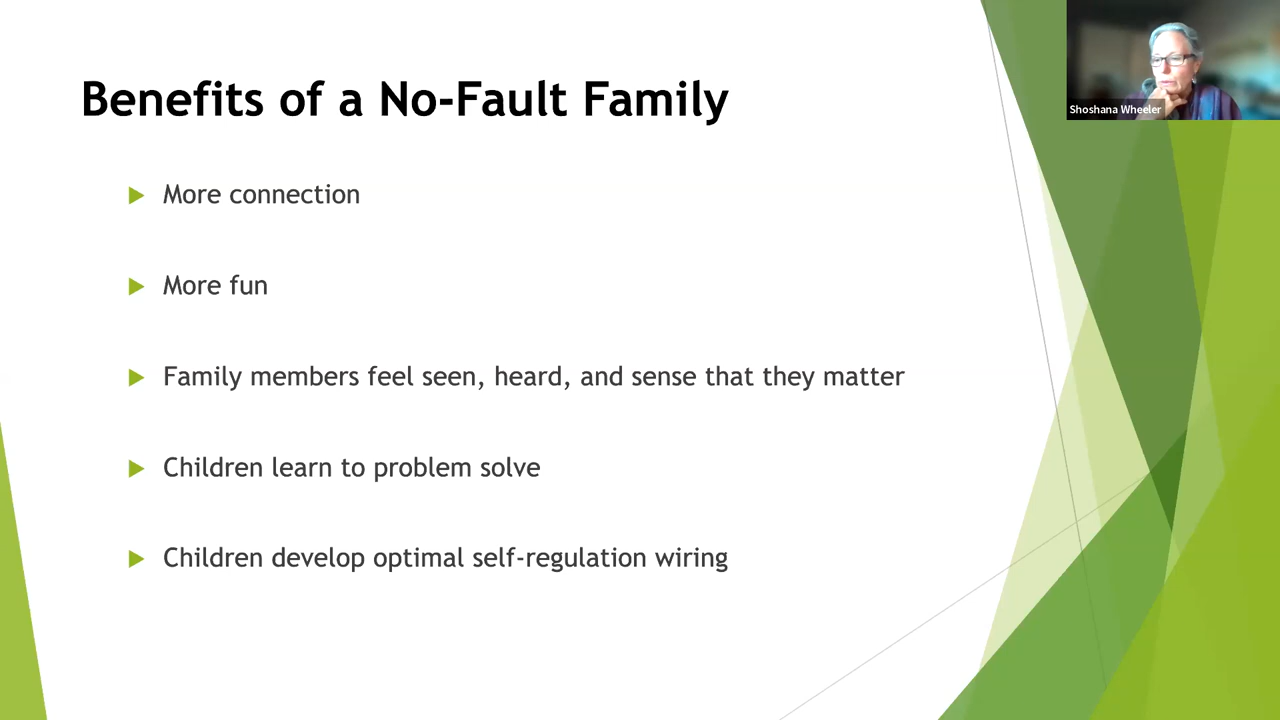 Benefits of a No-Fault Family
Shoshana Wheeler
More connection
More fun
Family members feel seen, heard, and sense that they matter
Children learn to problem solve
Children develop optimal self-regulation wiring